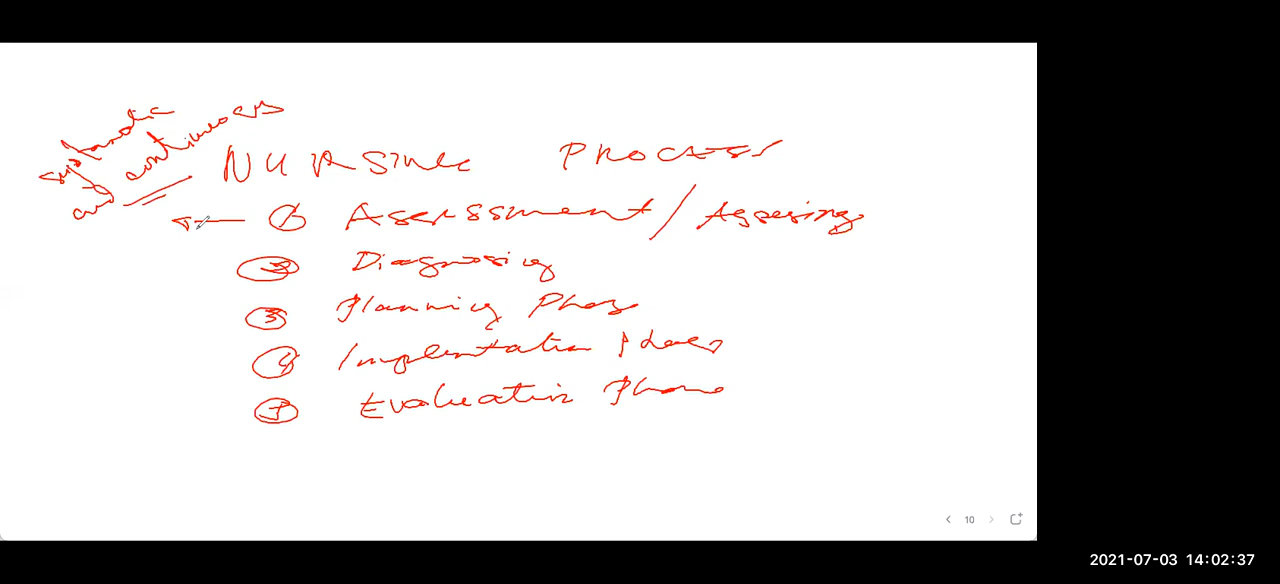 systematic
and continuous
NURSING PROCESS
① Assessment / Assessing
② Diagnosing
③ Planning Phase
④ Implementation Phase
⑤ Evaluation Phase
10
2021-07-03 14:02:37